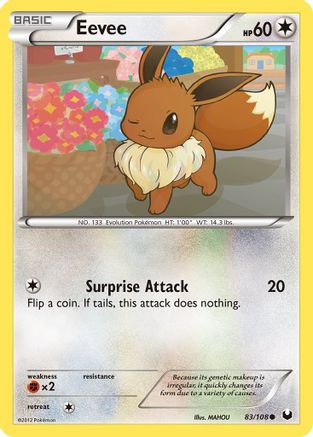 BASIC
Eevee
HP60
NO. 133 Evolution Pokémon HT: 1'00" WT: 14.3 lbs.
Surprise Attack 20
Flip a coin. If tails, this attack does nothing.
weakness resistance
×2
retreat
Because its genetic makeup is
irregular, it quickly changes its
form due to a variety of causes.
©2012 Pokémon
Illus. MAHOU 83/108